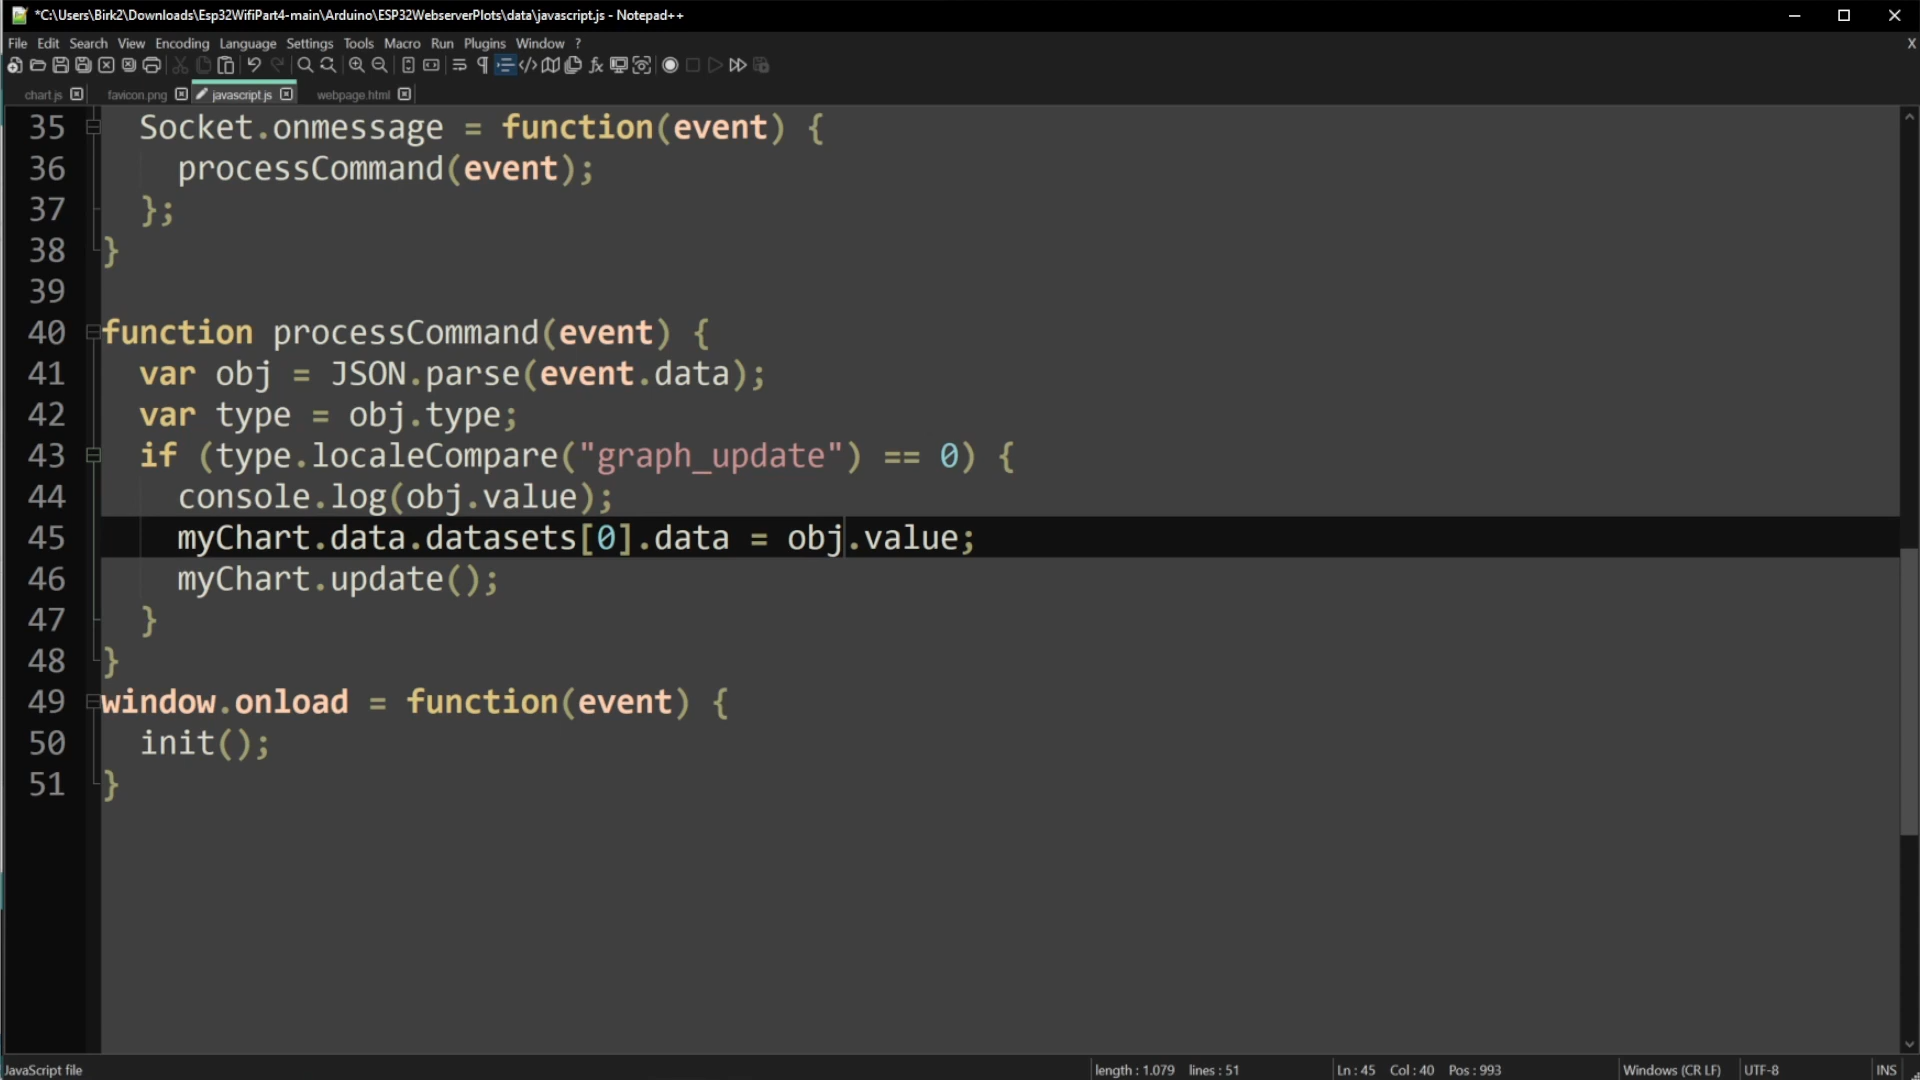 *C:\Users\Birk2\Downloads\Esp32WifiPart4-main\Arduino\ESP32WebserverPlots\data\javascript.js - Notepad++
File Edit Search View Encoding Language Settings Tools Macro Run Plugins Window ? X
chart.js favicon.png javascript.js webpage.html
35 Socket.onmessage = function(event) {
36 processCommand(event);
37 };
38 }
39
40 function processCommand(event) {
41 var obj = JSON.parse(event.data);
42 var type = obj.type;
43 if (type.localeCompare("graph_update") == 0) {
44 console.log(obj.value);
45 myChart.data.datasets[0].data = obj.value;
46 myChart.update();
47 }
48 }
49 window.onload = function(event) {
50 init();
51 }
JavaScript file length : 1.079 lines : 51 Ln : 45 Col : 40 Pos : 993 Windows (CR LF) UTF-8 INS